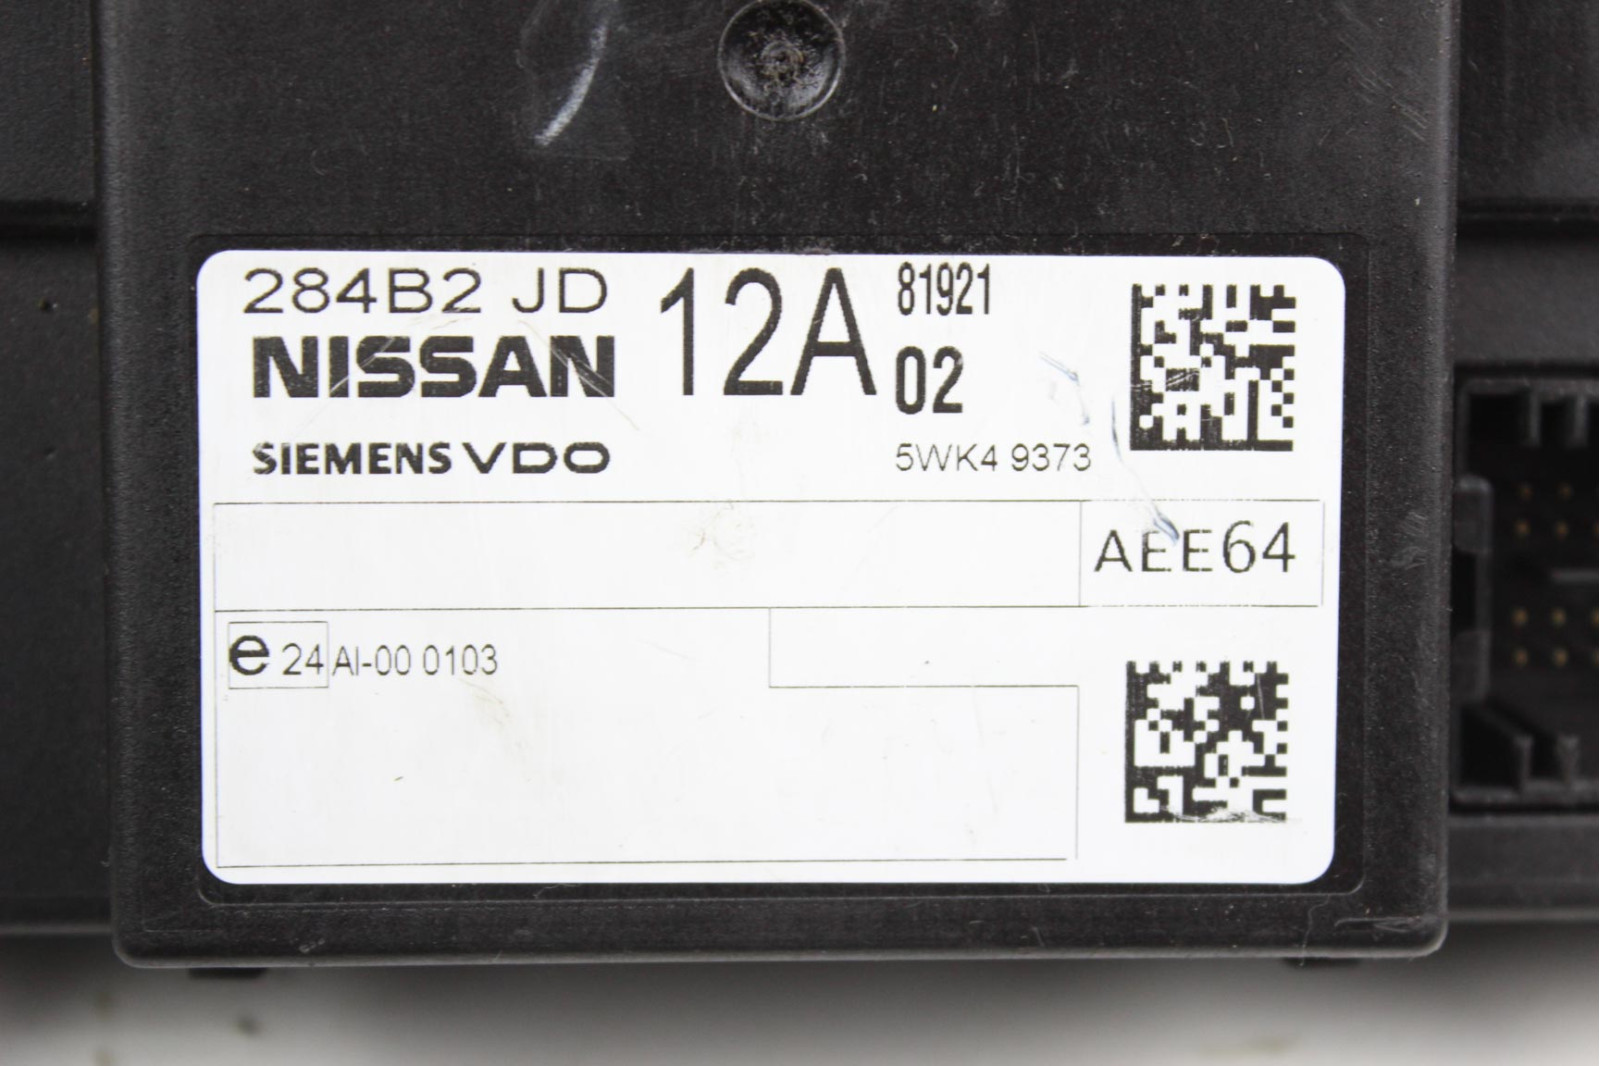 284B2 JD 12A 81921
NISSAN 02
SIEMENS VDO 5WK4 9373
AEE64
e 24 AI-00 0103